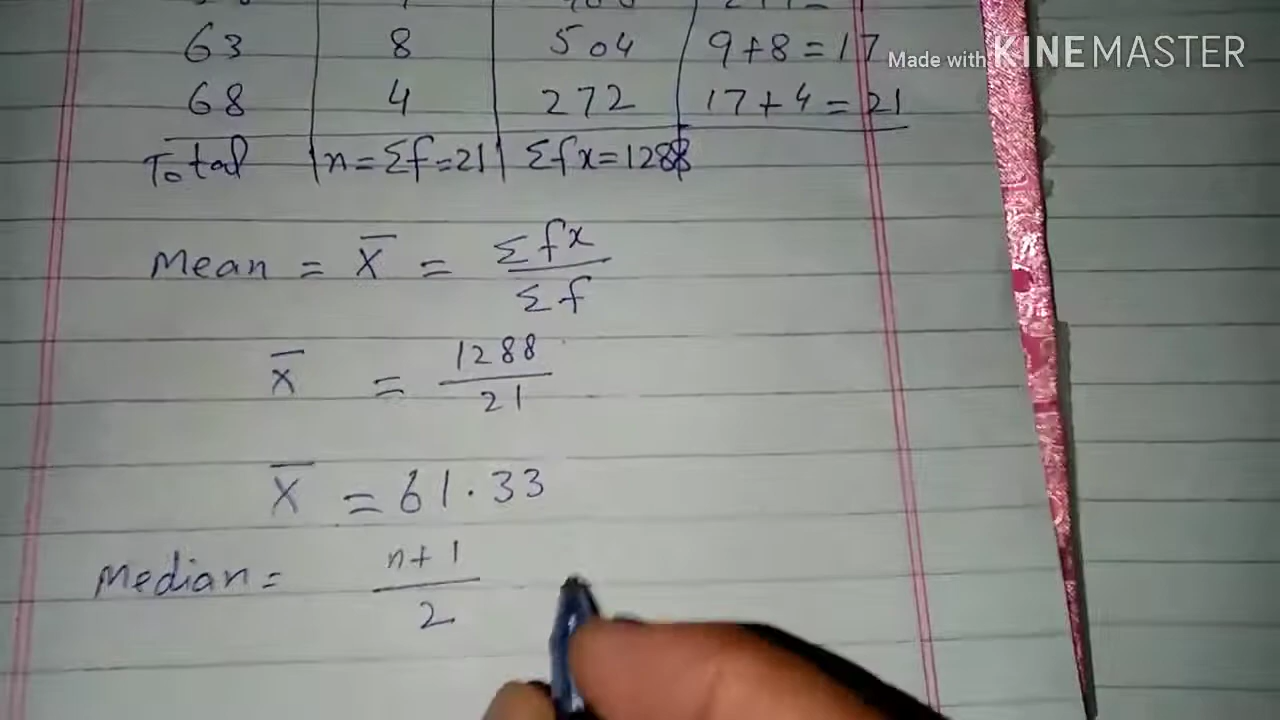 63 8 504 9+8=17
Made with KINEMASTER
68 4 272 17+4=21
Total n=Σf=21 Σfx=1288
Mean = X̄ = Σfx
Σf
X̄ = 1288
21
X̄ = 61.33
Median = n+1
2